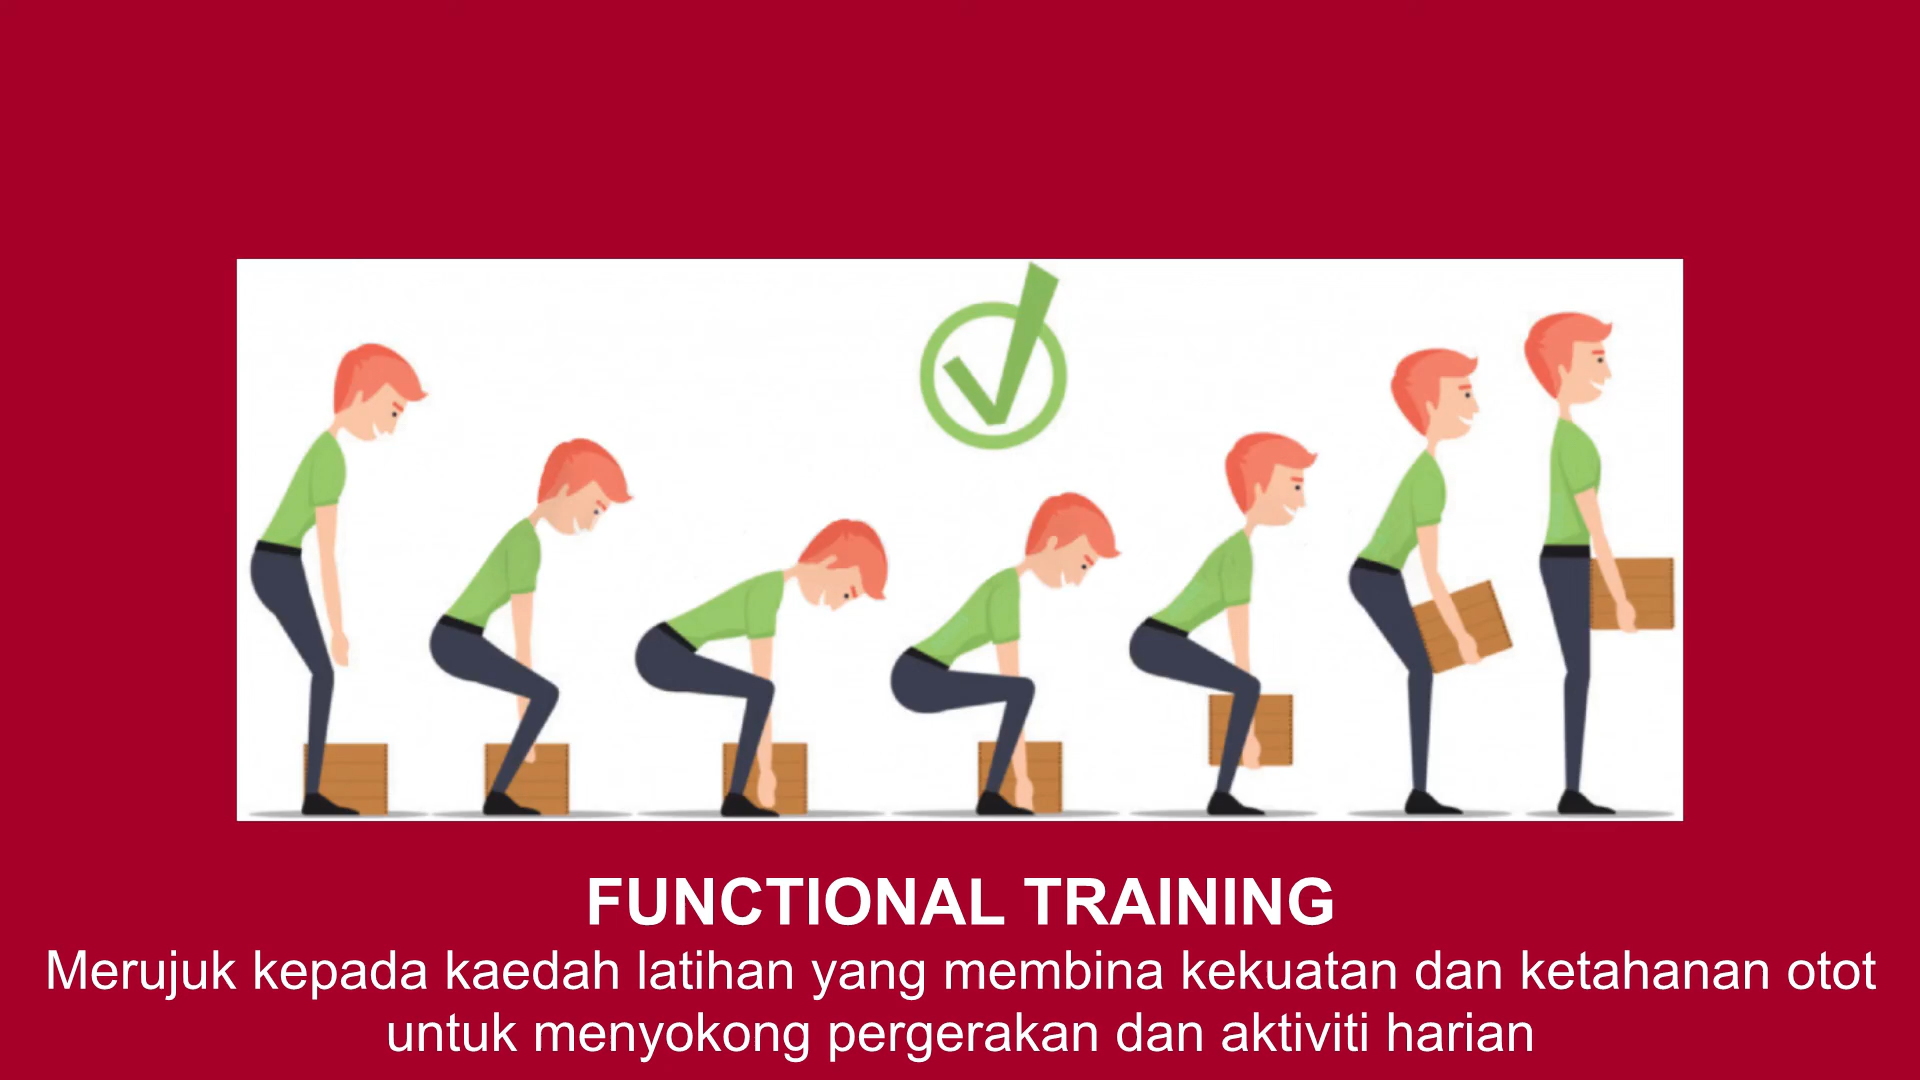 FUNCTIONAL TRAINING
Merujuk kepada kaedah latihan yang membina kekuatan dan ketahanan otot
untuk menyokong pergerakan dan aktiviti harian